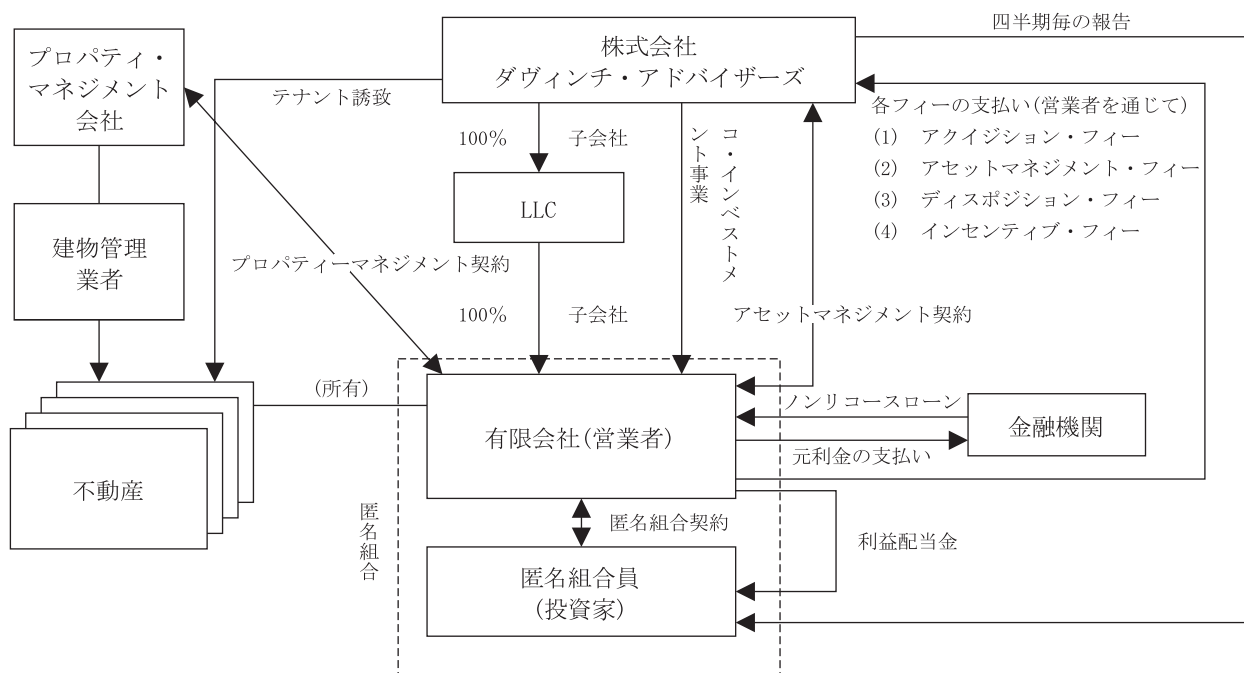 四半期毎の報告
株式会社
ダヴィンチ・アドバイザーズ
プロパティ・
マネジメント
会社
テナント誘致
100%
子会社
コ・インベストメ
ント事業
各フィーの支払い(営業者を通じて)
(1) アクイジション・フィー
(2) アセットマネジメント・フィー
(3) ディスポジション・フィー
(4) インセンティブ・フィー
LLC
建物管理
業者
プロパティーマネジメント契約
100%
子会社
アセットマネジメント契約
(所有)
有限会社(営業者)
ノンリコースローン
金融機関
元利金の支払い
不動産
匿名組合
匿名組合契約
利益配当金
匿名組合員
(投資家)